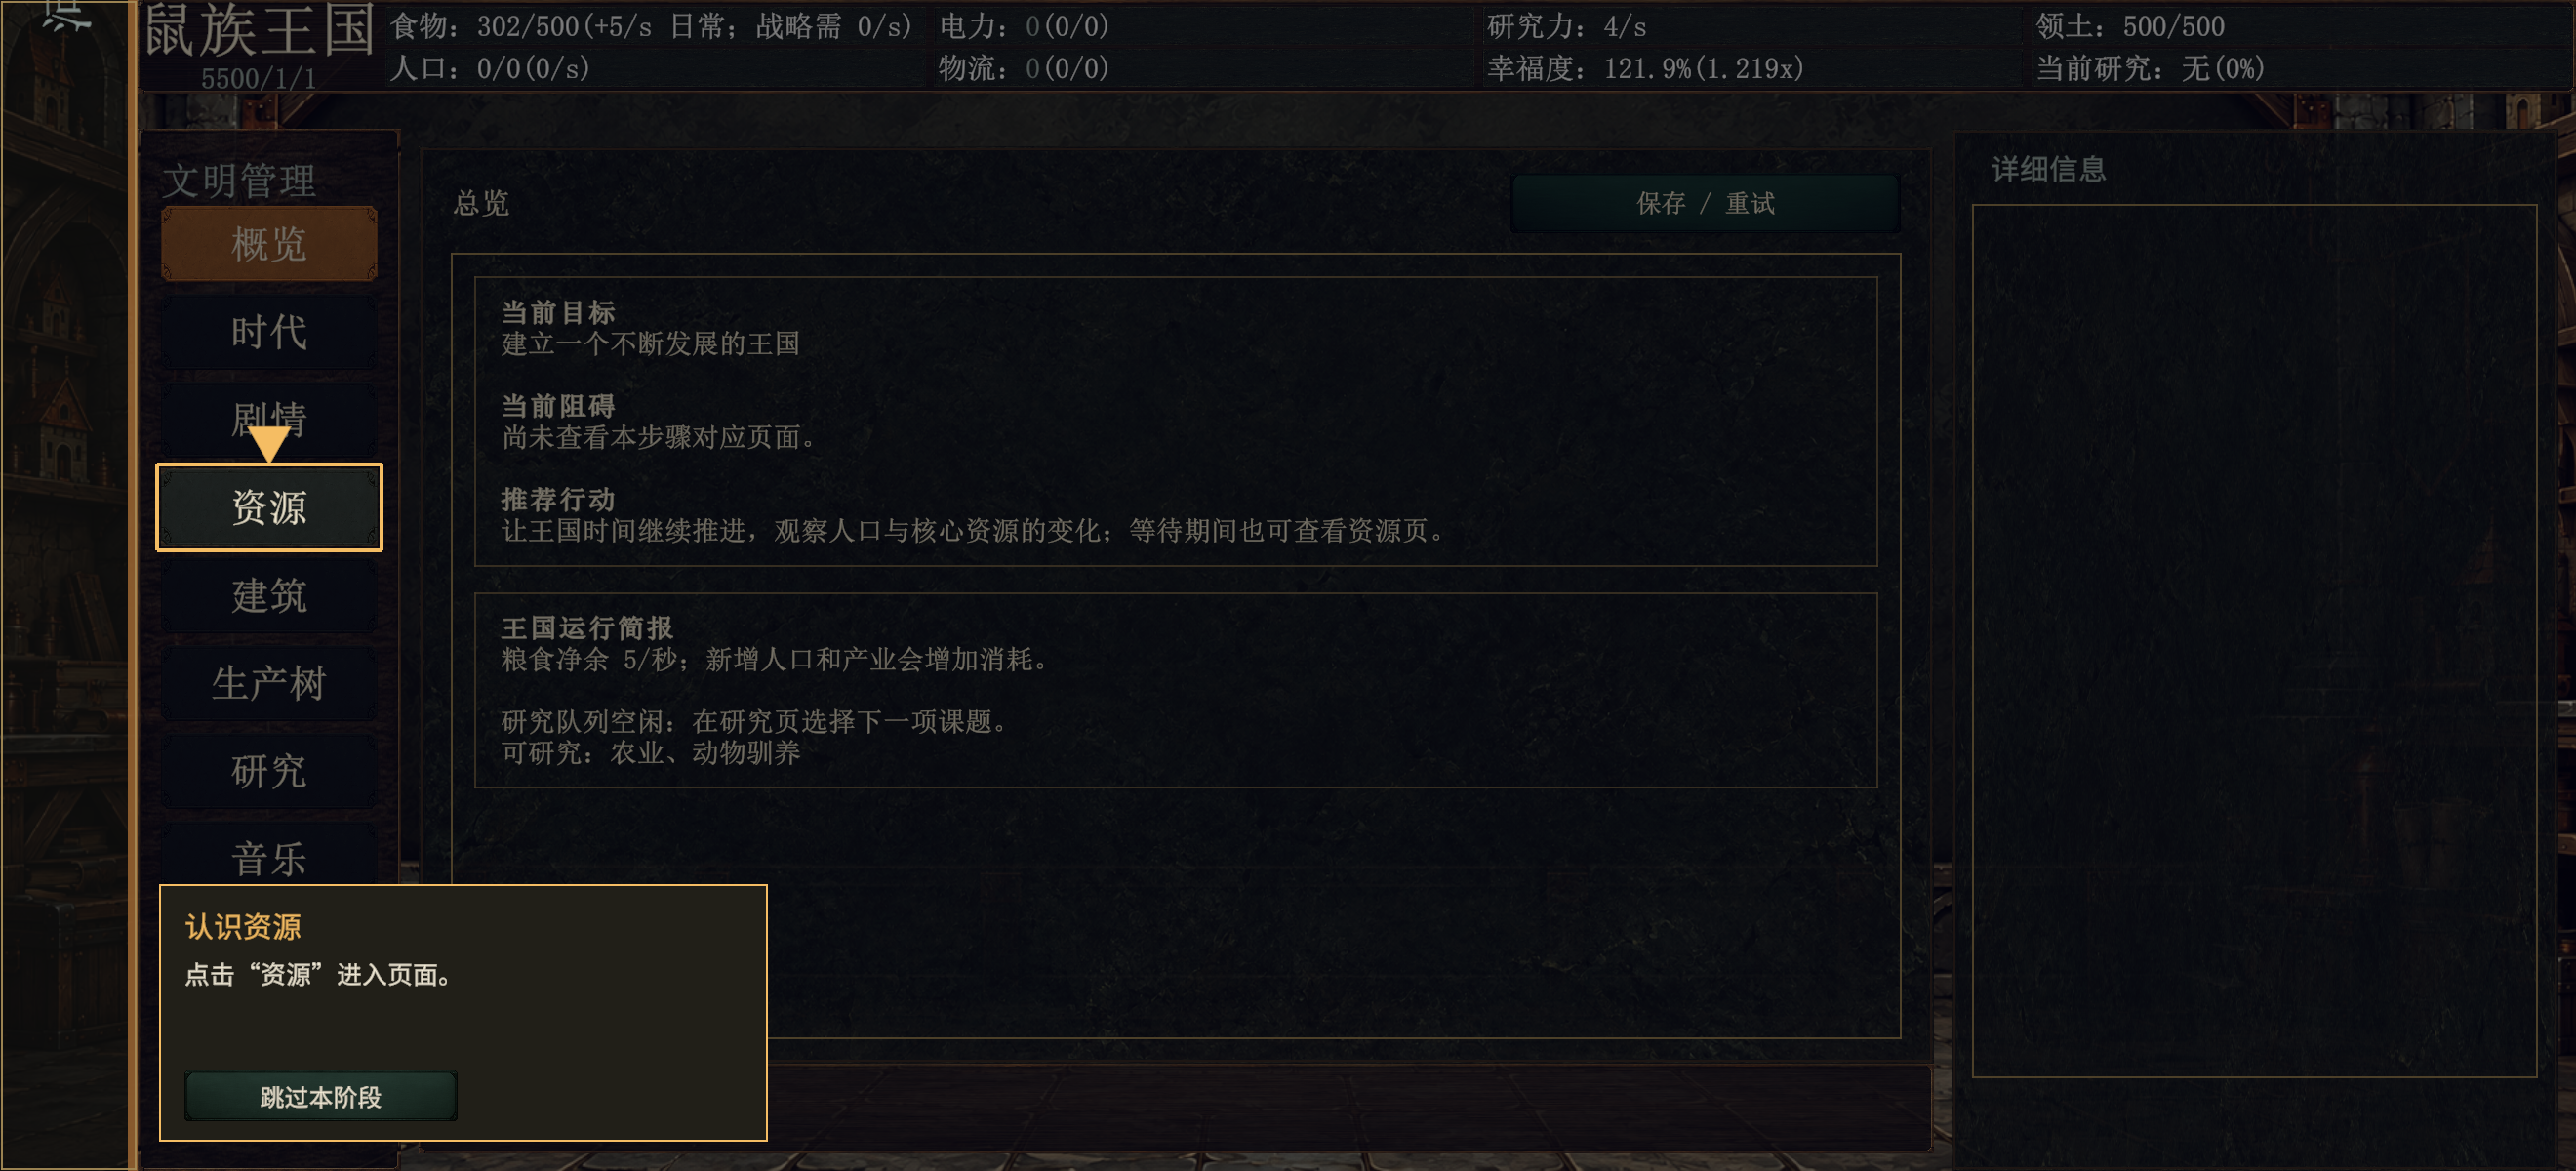 鼠族王国
5500/1/1
食物：302/500(+5/s 日常；战略需 0/s)
电力：0(0/0)
研究力：4/s
领土：500/500
人口：0/0(0/s)
物流：0(0/0)
幸福度：121.9%(1.219x)
当前研究：无(0%)
文明管理
概览
时代
剧情
资源
建筑
生产树
研究
音乐
总览
保存 / 重试
当前目标
建立一个不断发展的王国
当前阻碍
尚未查看本步骤对应页面。
推荐行动
让王国时间继续推进，观察人口与核心资源的变化；等待期间也可查看资源页。
王国运行简报
粮食净余 5/秒；新增人口和产业会增加消耗。
研究队列空闲：在研究页选择下一项课题。
可研究：农业、动物驯养
详细信息
认识资源
点击“资源”进入页面。
跳过本阶段